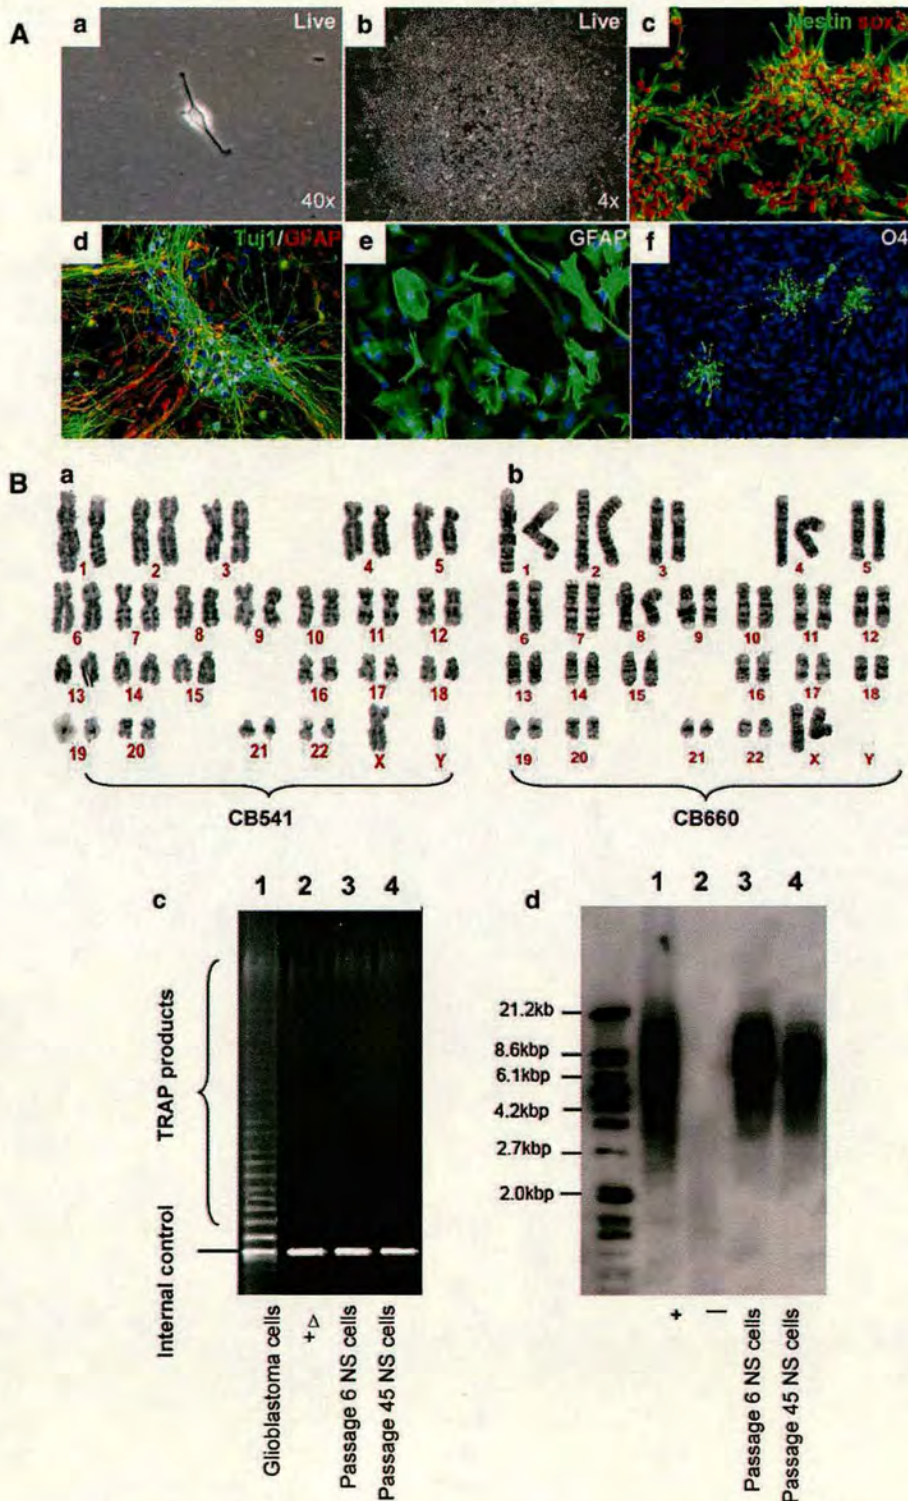 A
a Live
b Live
c Nestin sox2
40x
4x
d Tuj1/GFAP
e GFAP
f O4
B
a
b
1 2 3 4 5
1 2 3 4 5
6 7 8 9 10 11 12
6 7 8 9 10 11 12
13 14 15 16 17 18
13 14 15 16 17 18
19 20 21 22 X Y
19 20 21 22 X Y
CB541
CB660
c
1 2 3 4
TRAP products
Internal control
Glioblastoma cells
+ Δ
Passage 6 NS cells
Passage 45 NS cells
d
1 2 3 4
21.2kb
8.6kbp
6.1kbp
4.2kbp
2.7kbp
2.0kbp
+
—
Passage 6 NS cells
Passage 45 NS cells